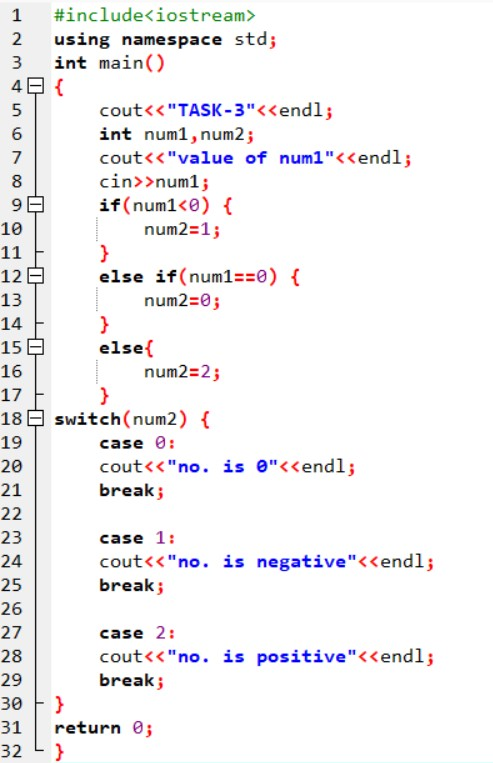 1 #include<iostream>
2 using namespace std;
3 int main()
4 {
5 cout<<"TASK-3"<<endl;
6 int num1,num2;
7 cout<<"value of num1"<<endl;
8 cin>>num1;
9 if(num1<0) {
10 num2=1;
11 }
12 else if(num1==0) {
13 num2=0;
14 }
15 else{
16 num2=2;
17 }
18 switch(num2) {
19 case 0:
20 cout<<"no. is 0"<<endl;
21 break;
22
23 case 1:
24 cout<<"no. is negative"<<endl;
25 break;
26
27 case 2:
28 cout<<"no. is positive"<<endl;
29 break;
30 }
31 return 0;
32 }